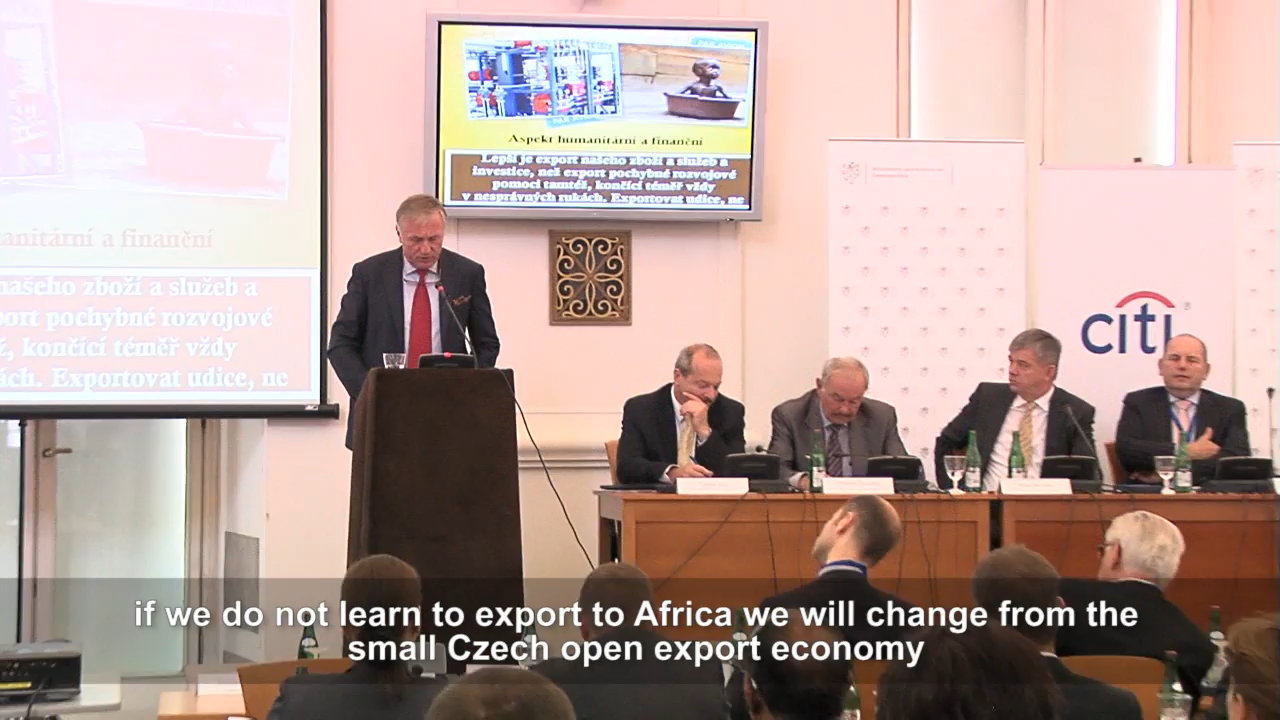 Aspekt humanitární a finanční
Lepší je export našeho zboží a služeb a
investice, než export pochybné rozvojové
pomoci tamtéž, končící téměř vždy
v nesprávných rukách. Exportovat udice, ne
anitární a finanční
našeho zboží a služeb a
port pochybné rozvojové
ž, končící téměř vždy
ách. Exportovat udice, ne
citi
if we do not learn to export to Africa we will change from the
small Czech open export economy